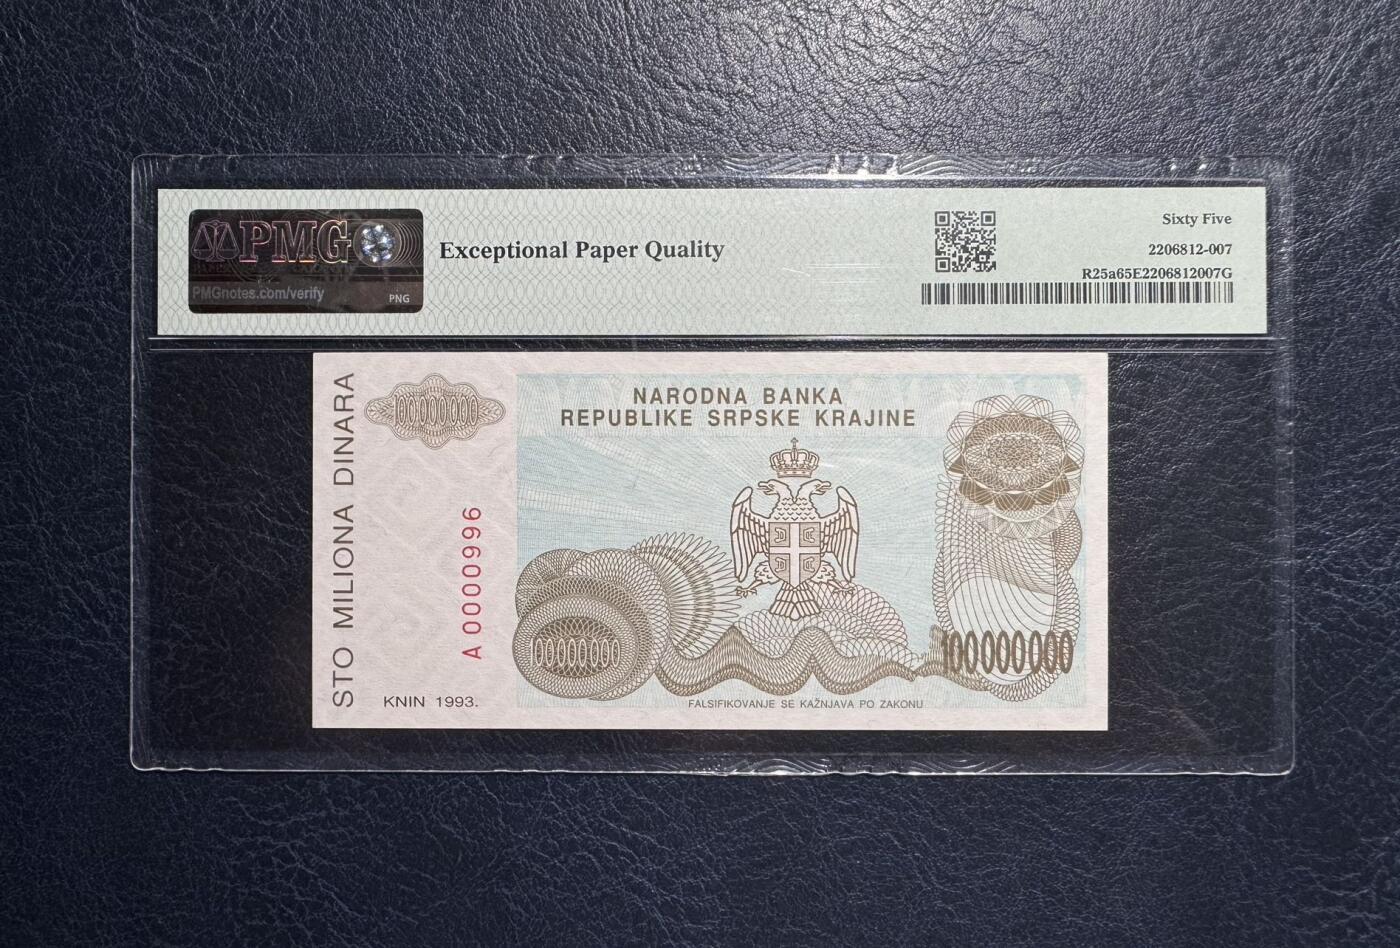 PMG
PMGnotes.com/verify
PNG
Exceptional Paper Quality
Sixty Five
2206812-007
R25a65E2206812007G
STO MILIONA DINARA
100000000
A 0000996
KNIN 1993.
NARODNA BANKA
REPUBLIKE SRPSKE KRAJINE
100000000
100000000
FALSIFIKOVANJE SE KAŽNJAVA PO ZAKONU